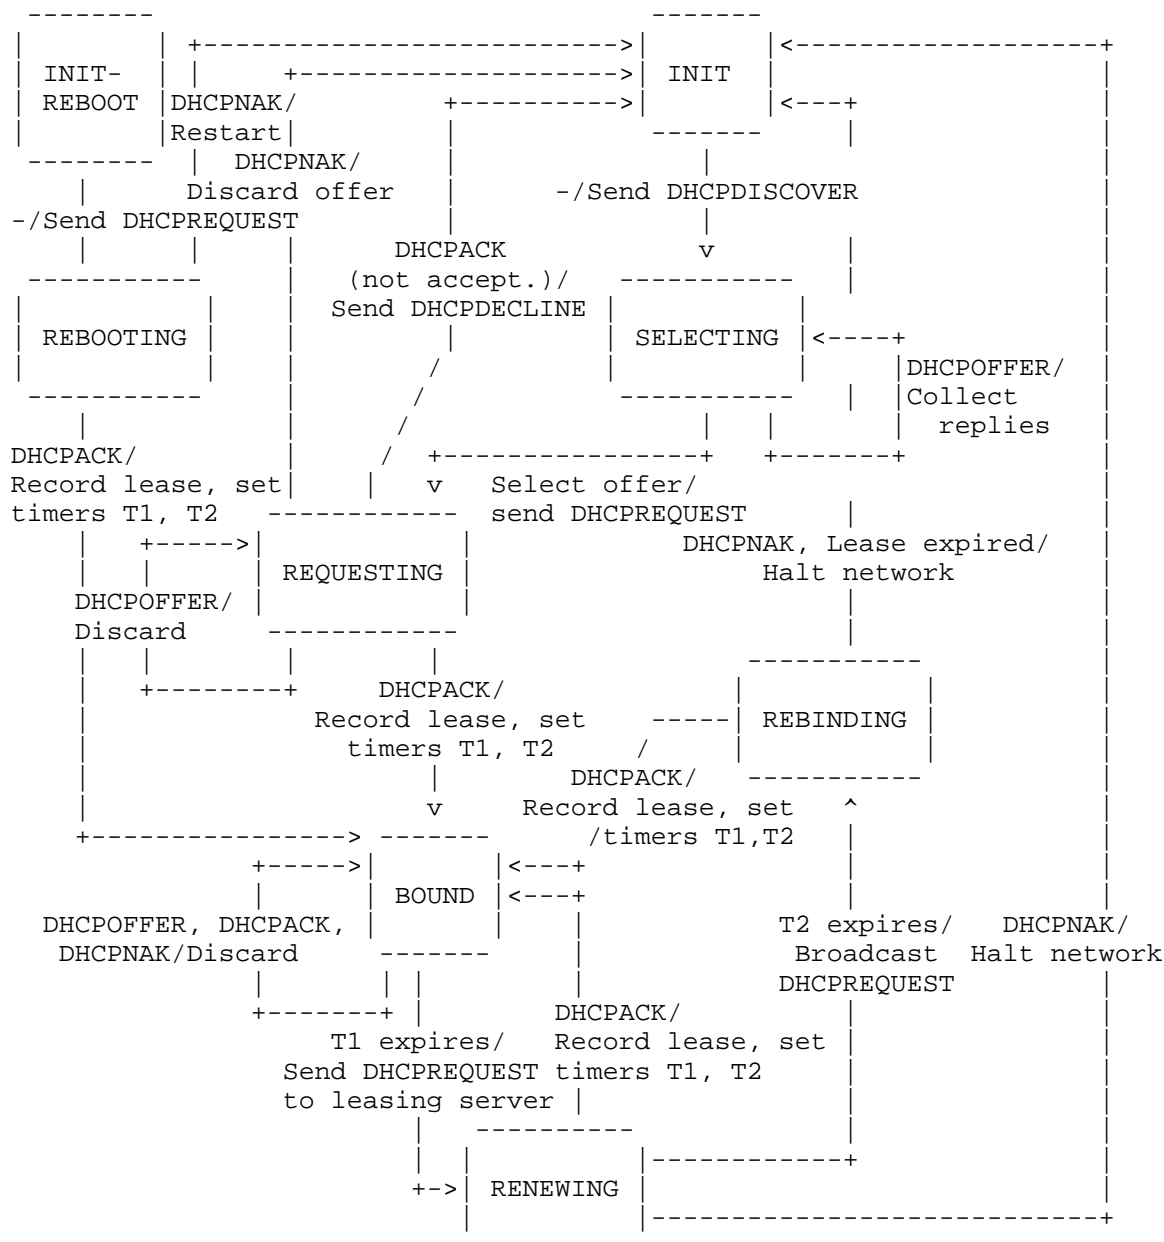 INIT-
INIT
REBOOT DHCPNAK/
Restart
DHCPNAK/
Discard offer -/Send DHCPDISCOVER
-/Send DHCPREQUEST
DHCPACK v
(not accept.)/
Send DHCPDECLINE
REBOOTING SELECTING
DHCPOFFER/
Collect
replies
DHCPACK/
Record lease, set v Select offer/
timers T1, T2 send DHCPREQUEST
DHCPNAK, Lease expired/
REQUESTING Halt network
DHCPOFFER/
Discard
DHCPACK/
Record lease, set REBINDING
timers T1, T2
DHCPACK/
v Record lease, set
/timers T1,T2
BOUND
DHCPOFFER, DHCPACK, T2 expires/ DHCPNAK/
DHCPNAK/Discard Broadcast Halt network
DHCPREQUEST
DHCPACK/
T1 expires/ Record lease, set
Send DHCPREQUEST timers T1, T2
to leasing server
RENEWING